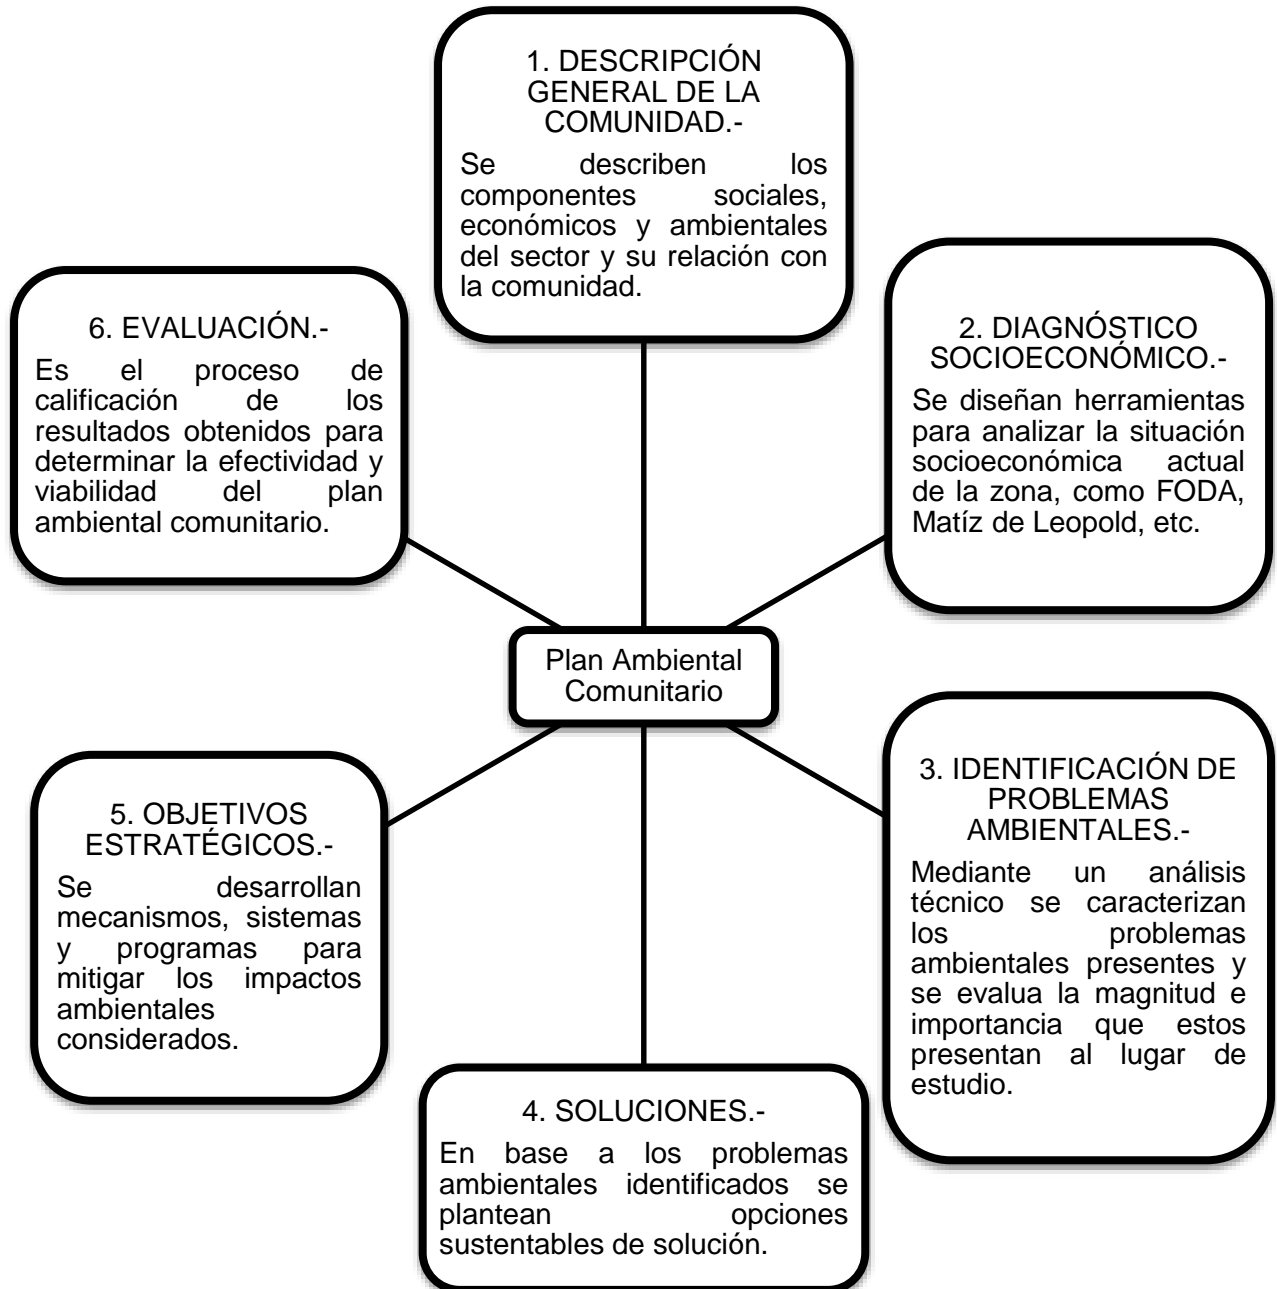 1. DESCRIPCIÓN
GENERAL DE LA
COMUNIDAD.-
Se describen los
componentes sociales,
económicos y ambientales
del sector y su relación con
la comunidad.
2. DIAGNÓSTICO
SOCIOECONÓMICO.-
Se diseñan herramientas
para analizar la situación
socioeconómica actual
de la zona, como FODA,
Matíz de Leopold, etc.
3. IDENTIFICACIÓN DE
PROBLEMAS
AMBIENTALES.-
Mediante un análisis
técnico se caracterizan
los problemas
ambientales presentes y
se evalua la magnitud e
importancia que estos
presentan al lugar de
estudio.
4. SOLUCIONES.-
En base a los problemas
ambientales identificados se
plantean opciones
sustentables de solución.
5. OBJETIVOS
ESTRATÉGICOS.-
Se desarrollan
mecanismos, sistemas
y programas para
mitigar los impactos
ambientales
considerados.
6. EVALUACIÓN.-
Es el proceso de
calificación de los
resultados obtenidos para
determinar la efectividad y
viabilidad del plan
ambiental comunitario.
Plan Ambiental
Comunitario